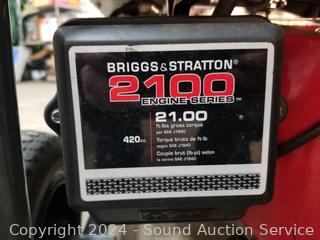 BRIGGS & STRATTON®
2100
ENGINE SERIES™
21.00
ft-lbs gross torque
per SAE J1940
420cc
Torque bruto de ft-lb
según SAE J1940
Couple brut (lb-pi) selon
la norme SAE J1940
Copyright 2024 - Sound Auction Service